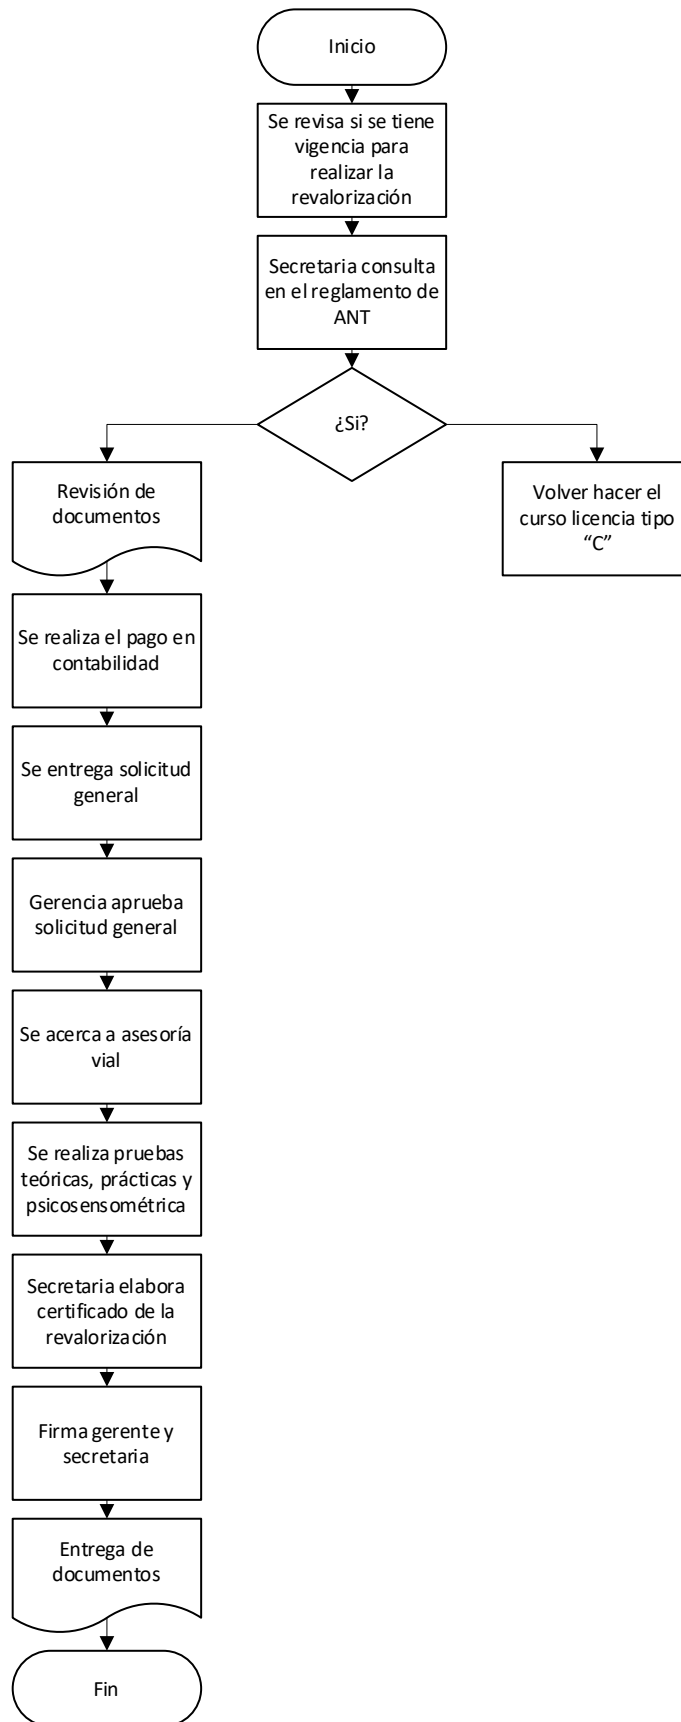 Inicio
Se revisa si se tiene
vigencia para
realizar la
revalorización
Secretaria consulta
en el reglamento de
ANT
¿Si?
Revisión de
documentos
Volver hacer el
curso licencia tipo
“C”
Se realiza el pago en
contabilidad
Se entrega solicitud
general
Gerencia aprueba
solicitud general
Se acerca a asesoría
vial
Se realiza pruebas
teóricas, prácticas y
psicosensométrica
Secretaria elabora
certificado de la
revalorización
Firma gerente y
secretaria
Entrega de
documentos
Fin